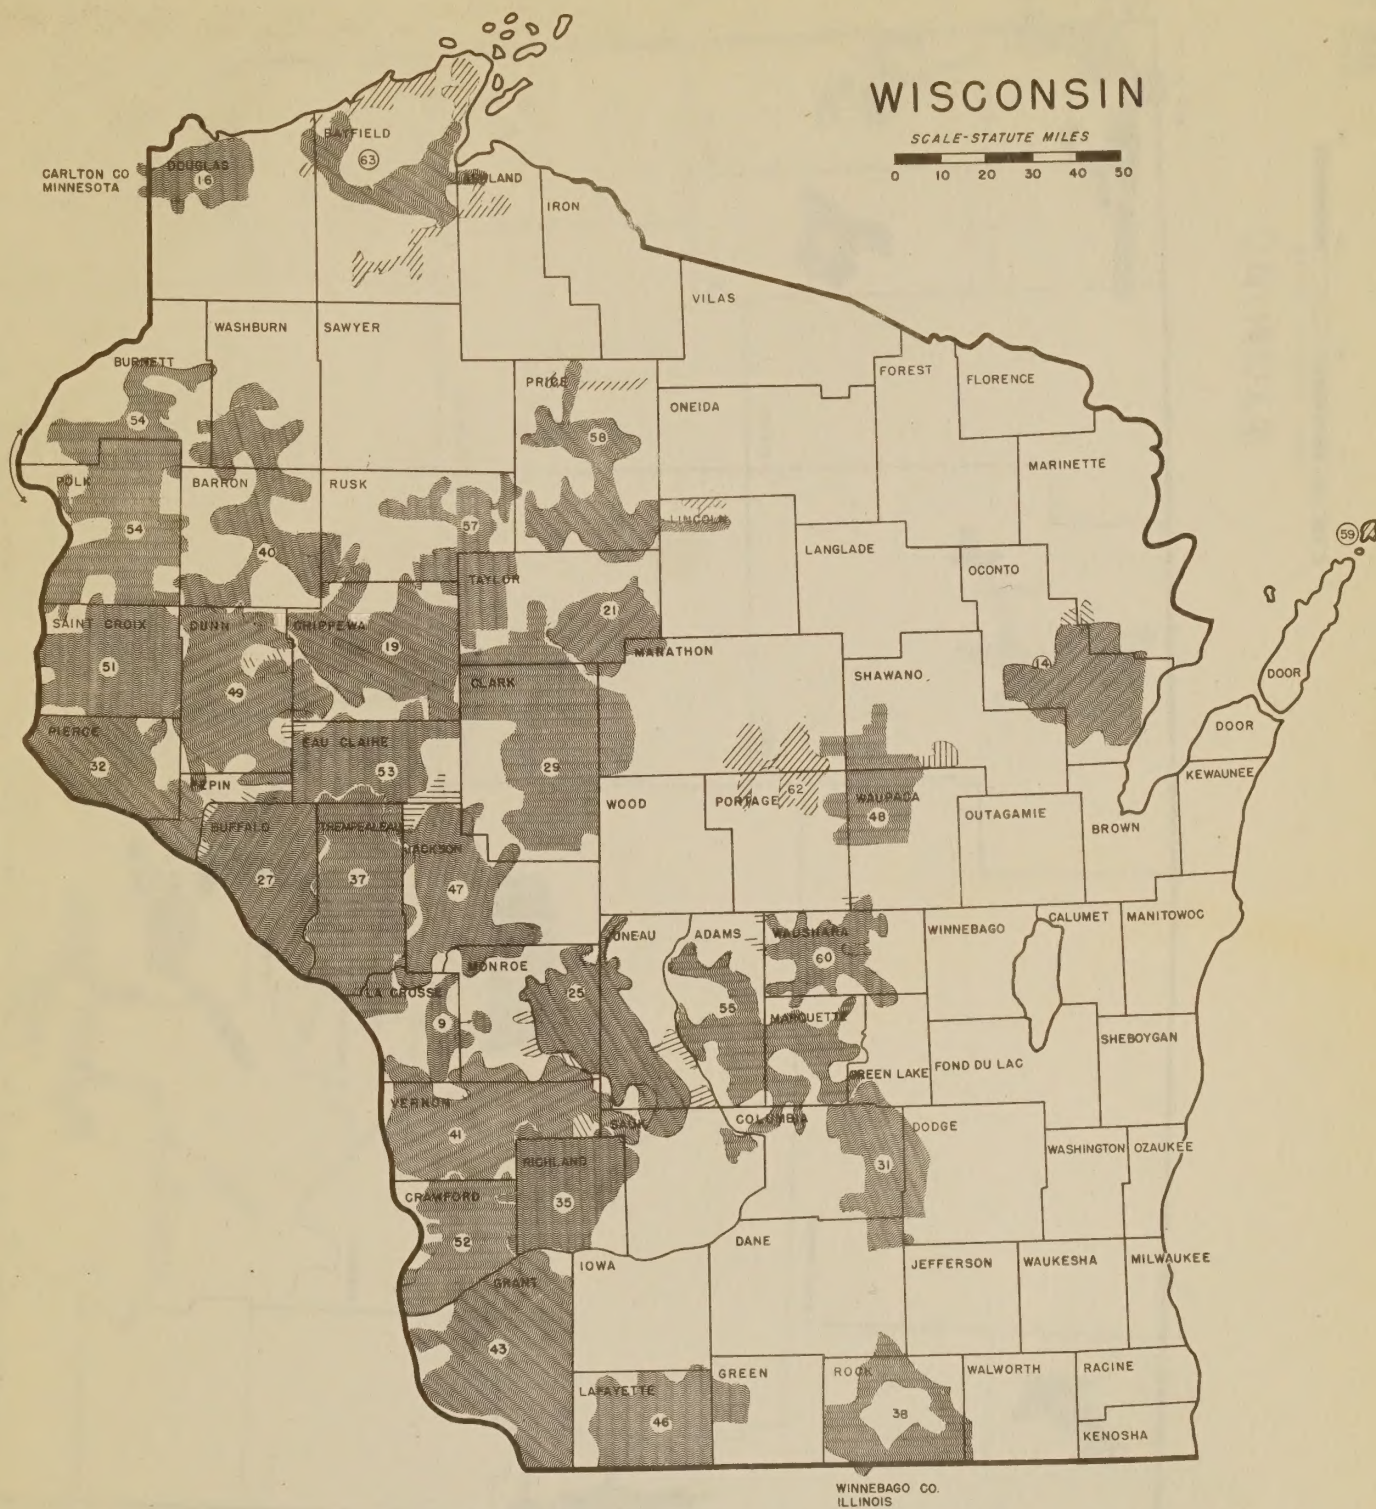 WISCONSIN
SCALE-STATUTE MILES
0 10 20 30 40 50
CARLTON CO
MINNESOTA
DOUGLAS
16
BAYFIELD
63
ASHLAND
IRON
VILAS
WASHBURN
SAWYER
BURNETT
54
PRICE
58
ONEIDA
FOREST
FLORENCE
MARINETTE
POLK
54
BARRON
40
RUSK
57
LINCOLN
LANGLADE
OCONTO
14
59
TAYLOR
21
SAINT CROIX
51
DUNN
49
CHIPPEWA
19
MARATHON
CLARK
29
SHAWANO
DOOR
DOOR
PIERCE
32
PEPIN
EAU CLAIRE
53
WOOD
PORTAGE
62
WAUPACA
48
OUTAGAMIE
BROWN
KEWAUNEE
BUFFALO
27
TREMPEALEAU
37
JACKSON
47
MONROE
25
JUNEAU
ADAMS
55
WAUSHARA
60
WINNEBAGO
CALUMET
MANITOWOC
LA CROSSE
9
MARQUETTE
GREEN LAKE
FOND DU LAC
SHEBOYGAN
VERNON
41
SAUK
COLUMBIA
31
DODGE
WASHINGTON
OZAUKEE
RICHLAND
35
CRAWFORD
52
GRANT
43
IOWA
DANE
JEFFERSON
WAUKESHA
MILWAUKEE
LAFAYETTE
46
GREEN
ROCK
38
WALWORTH
RACINE
KENOSHA
WINNEBAGO CO.
ILLINOIS